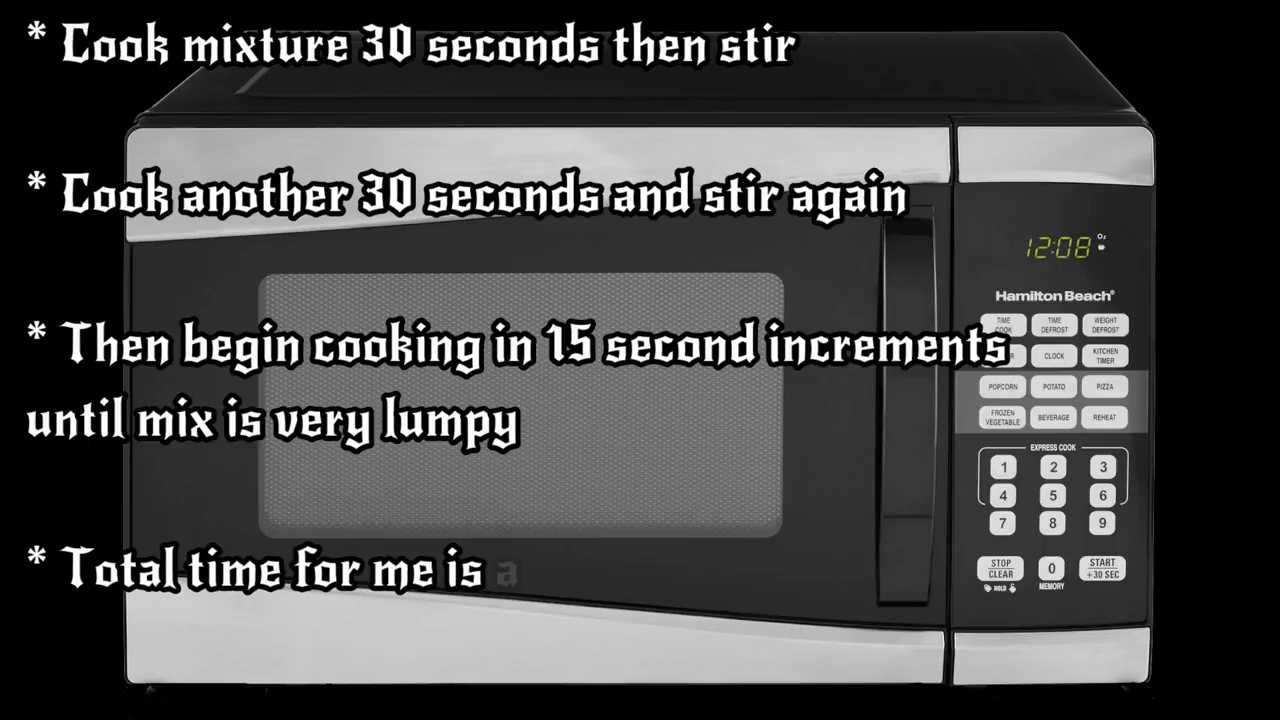 * Cook mixture 30 seconds then stir
* Cook another 30 seconds and stir again
* Then begin cooking in 15 second increments
until mix is very lumpy
* Total time for me is a
12:08
Oz
Hamilton Beach®
TIME COOK
TIME DEFROST
WEIGHT DEFROST
CLOCK
KITCHEN TIMER
POPCORN
POTATO
PIZZA
FROZEN VEGETABLE
BEVERAGE
REHEAT
EXPRESS COOK
1 2 3
4 5 6
7 8 9
STOP CLEAR
0
START +30 SEC
HOLD
MEMORY